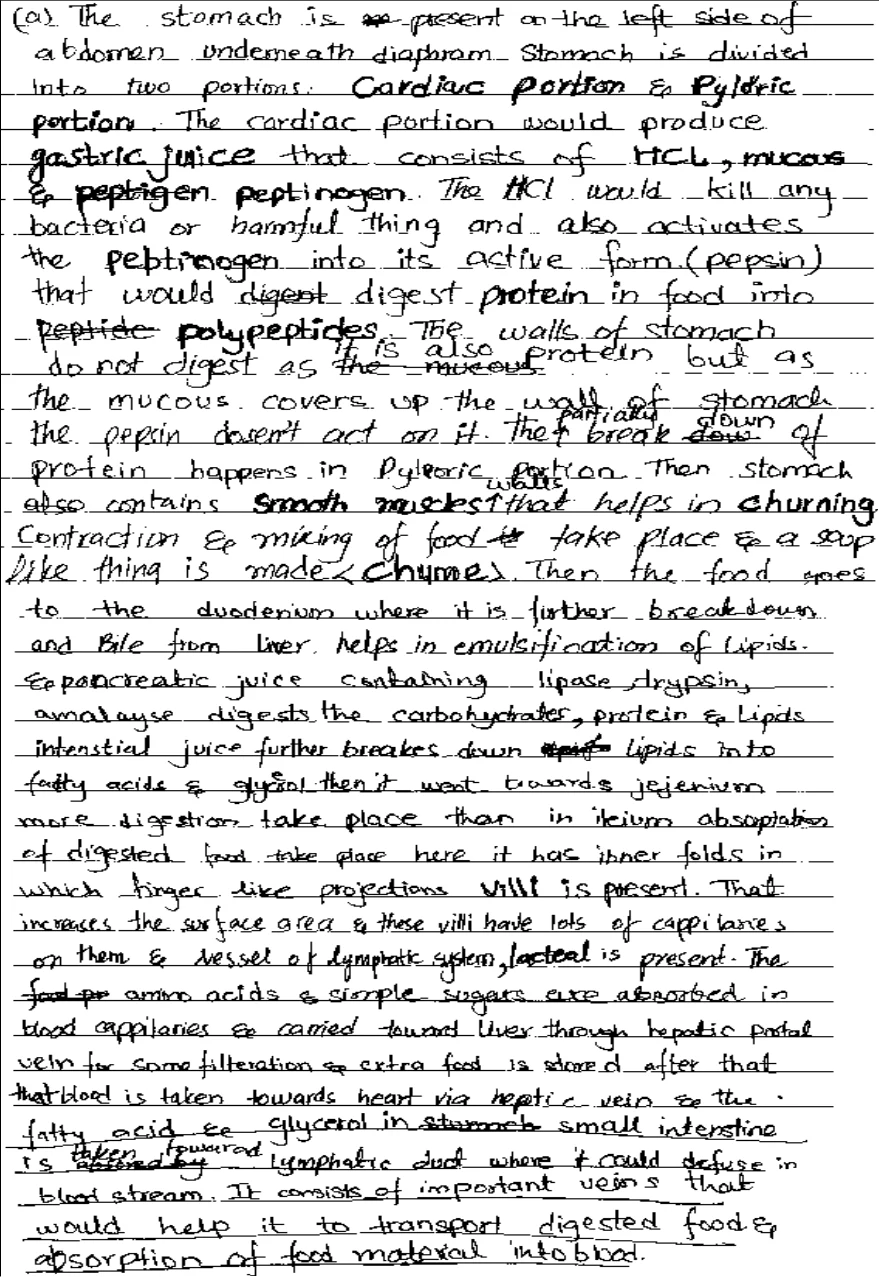 (a) The stomach is present on the left side of
abdomen underneath diaphram. Stomach is divided
into two portions. Cardiac portion & Pyloric
portion. The cardiac portion would produce
gastric juice that consists of HCL, mucous
& peptigen peptinogen. The HCl would kill any
bacteria or harmful thing and also activates
the pebtinogen into its active form (pepsin)
that would digest digest protein in food into
peptide polypeptides. The walls of stomach
do not digest as the mucous it is also protein but as
the mucous covers up the wall of stomach
the pepsin doesn't act on it. The partially break down of
protein happens in Pyloric portion. Then stomach
also contains smooth muscles walls that helps in churning.
Contraction & mixing of food take place & a soup
like thing is made < Chyme >. Then the food goes
to the duodenium where it is further breakdown
and Bile from liver helps in emulsification of lipids.
& pancreatic juice containing lipase, drypsin,
amalayse digests the carbohydrates, protein & Lipids
intenstial juice further breakes down lipids into
fatty acids & glycrol then it went towards jejenium
more digestion take place than in ileium absoptation
of digested food take place here it has inner folds in
which finger like projections villi is present. That
increases the surface area & these villi have lots of cappilaries
on them & vessel of lymphatic system, lacteal is present. The
food amino acids & simple sugars are absorbed in
blood cappilaries & carried toward Liver through hepatic portal
vein for some filteration & extra food is stored after that
that blood is taken towards heart via heptic vein & the
fatty acid & glycerol in stomach small intenstine
is taken toward lymphatic duct where it could defuse in
blood stream. It consists of important veins that
would help it to transport digested food &
absorption of food material into blood.